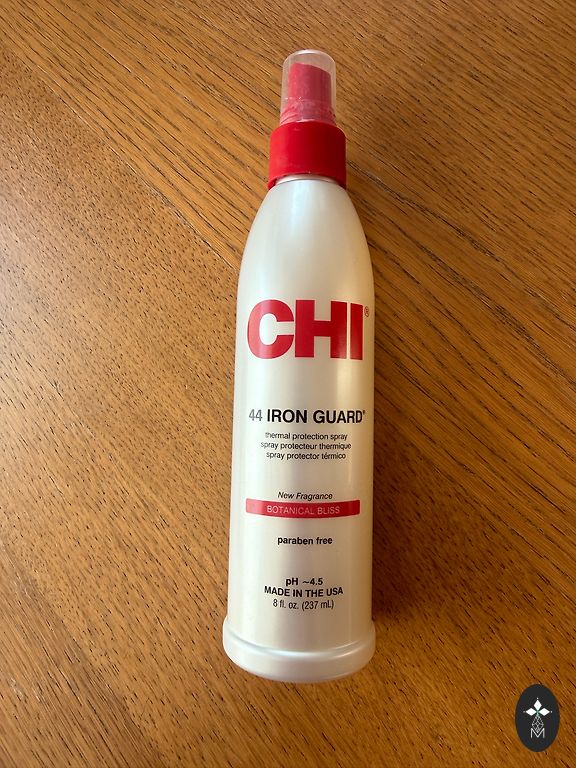 CHI®
44 IRON GUARD®
thermal protection spray
spray protecteur thermique
spray protector térmico
New Fragrance
BOTANICAL BLISS
paraben free
pH ~4.5
MADE IN THE USA
8 fl. oz. (237 mL)
M